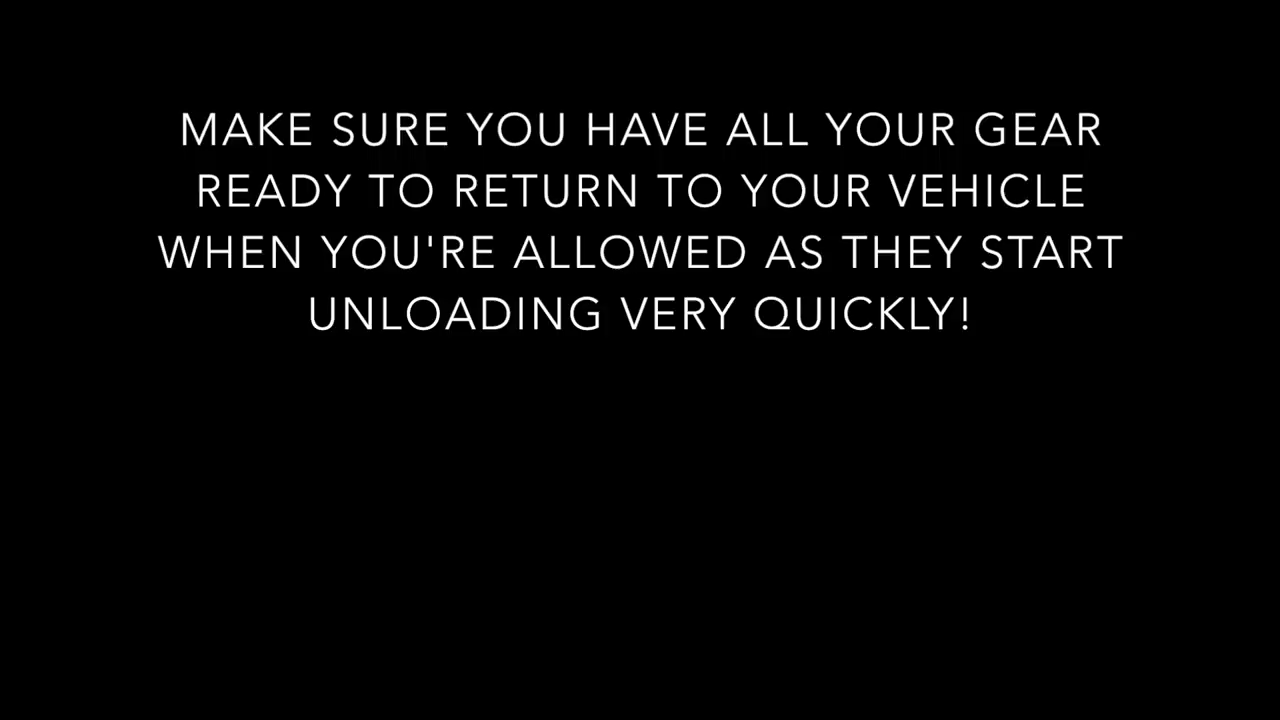 MAKE SURE YOU HAVE ALL YOUR GEAR
READY TO RETURN TO YOUR VEHICLE
WHEN YOU'RE ALLOWED AS THEY START
UNLOADING VERY QUICKLY!